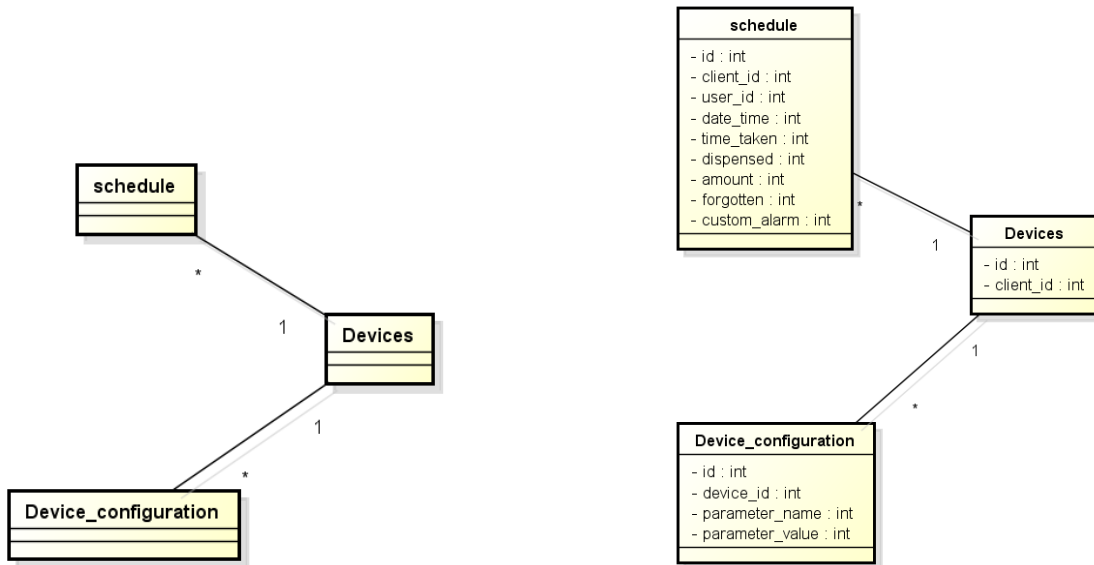 schedule
*
1
Devices
1
*
Device_configuration
schedule
- id : int
- client_id : int
- user_id : int
- date_time : int
- time_taken : int
- dispensed : int
- amount : int
- forgotten : int
- custom_alarm : int
*
1
Devices
- id : int
- client_id : int
1
*
Device_configuration
- id : int
- device_id : int
- parameter_name : int
- parameter_value : int